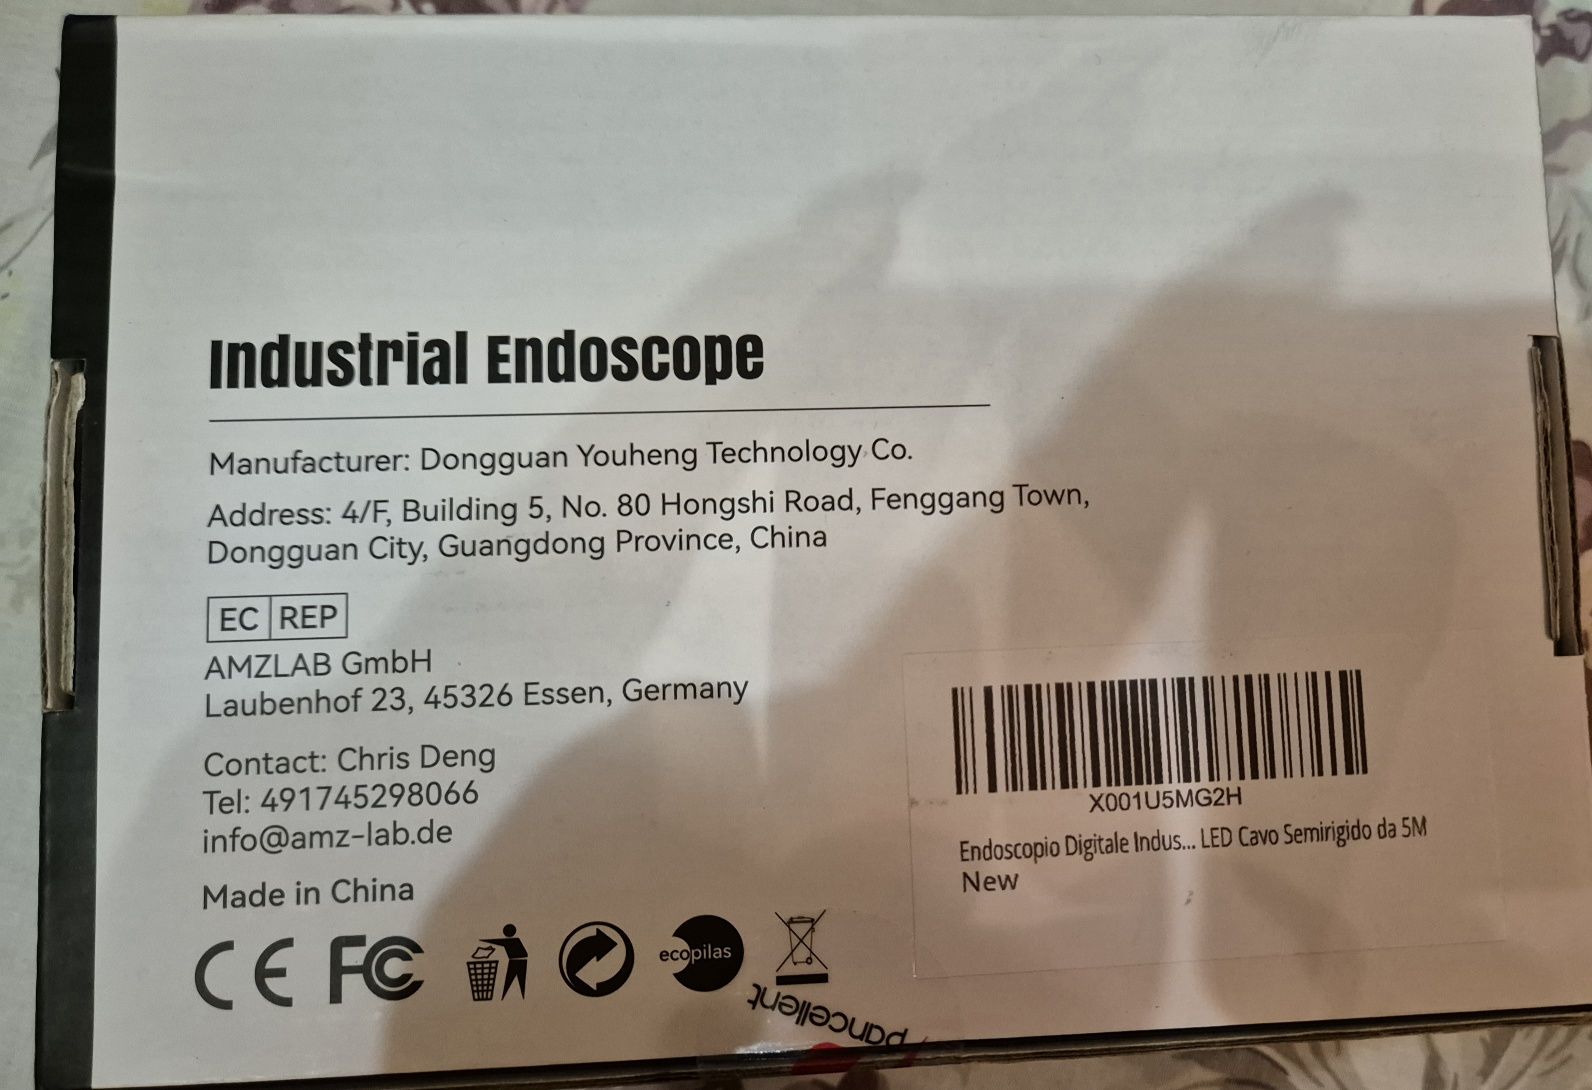 Industrial Endoscope
Manufacturer: Dongguan Youheng Technology Co.
Address: 4/F, Building 5, No. 80 Hongshi Road, Fenggang Town,
Dongguan City, Guangdong Province, China
EC REP
AMZLAB GmbH
Laubenhof 23, 45326 Essen, Germany
Contact: Chris Deng
Tel: 491745298066
info@amz-lab.de
Made in China
CE FC
ecopilas
pancellent
X001U5MG2H
Endoscopio Digitale Indus... LED Cavo Semirigido da 5M
New